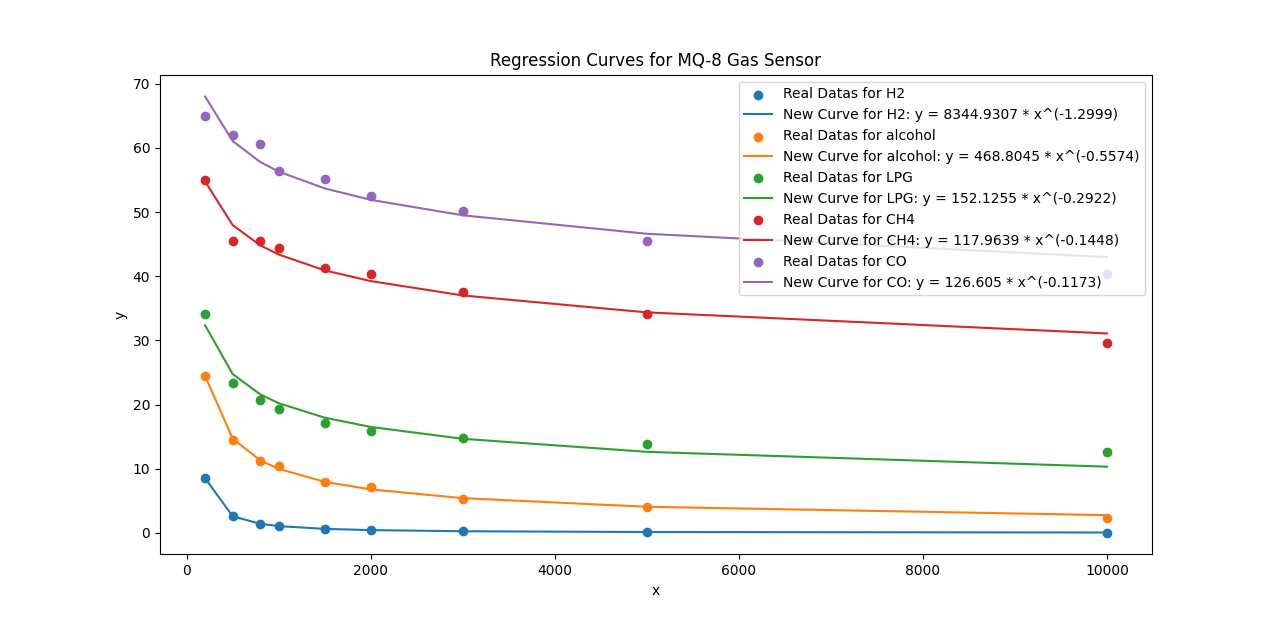 Regression Curves for MQ-8 Gas Sensor
70
60
50
40
30
20
10
0
y
Real Datas for H2
New Curve for H2: y = 8344.9307 * x^(-1.2999)
Real Datas for alcohol
New Curve for alcohol: y = 468.8045 * x^(-0.5574)
Real Datas for LPG
New Curve for LPG: y = 152.1255 * x^(-0.2922)
Real Datas for CH4
New Curve for CH4: y = 117.9639 * x^(-0.1448)
Real Datas for CO
New Curve for CO: y = 126.605 * x^(-0.1173)
0 2000 4000 6000 8000 10000
x